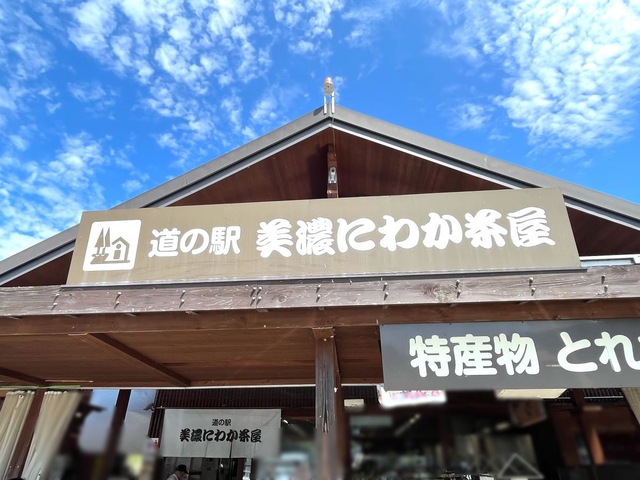 道の駅 美濃にわか茶屋
特産物 とれ
道の駅
美濃にわか茶屋